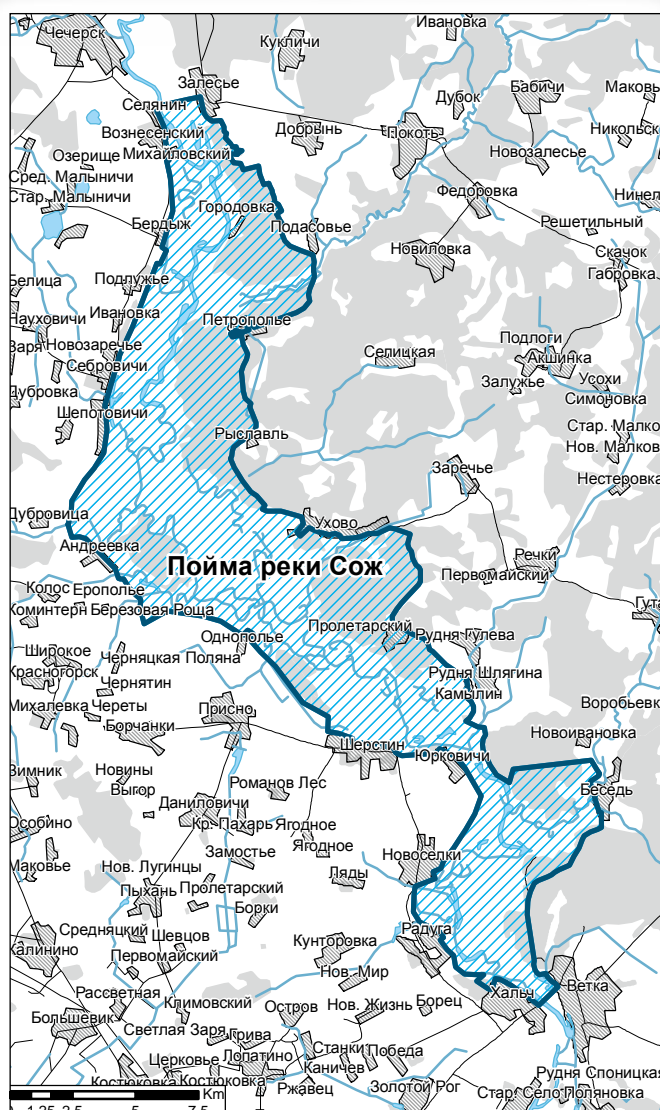 Чечерск
Ивановка
Кукличи
Залесье
Селянин
Бабичи
Маковь
Дубок
Вознесенский
Добрынь
Покоть
Никольск
Озерище
Михайловский
Новозалесье
Сред. Малыничи
Стар. Малыничи
Федоровка
Нинел
Городовка
Бердыж
Подасовье
Решетильный
Новиловка
Скачок
Габровка
Белица
Подлужье
Ивановка
Петрополье
Заря
Новозаречье
Себровичи
Сепицкая
Подлоги
Акшинка
Залужье
Усохи
Симоновка
Дубровка
Шепотовичи
Рыславль
Стар. Малко
Нов. Малков
Заречье
Нестеровка
Дубровица
Ухово
Андреевка
Пойма реки Сож
Речки
Первомайский
Колос
Ерополье
Коминтерн
Березовая Роща
Гута
Однополье
Пролетарский
Рудня Гулева
Широкое
Черняцкая Поляна
Красногорск
Чернятин
Рудня Шлягина
Камылин
Михалевка
Череты
Присно
Борчанки
Воробьевк
Новоивановка
Шерстин
Юрковичи
Зимник
Новины
Выгор
Романов Лес
Беседь
Даниловичи
Особино
Кр. Пахарь
Ягодное
Ягодное
Замостье
Новоселки
Маковье
Нов. Лугинцы
Ляды
Пыхань
Пролетарский
Борки
Средняцкий
Шевцов
Радуга
Калинино
Первомайский
Кунторовка
Нов. Мир
Рассветная
Климовский
Хальч
Ветка
Остров
Нов. Жизнь
Борец
Большевик
Светлая Заря
Грива
Станки
Победа
Церковье
Лопатино
Каничев
Костюковка
Костюковка
Ржавец
Золотой Рог
Рудня Споницкая
Стар. Село
Поляновка
Km